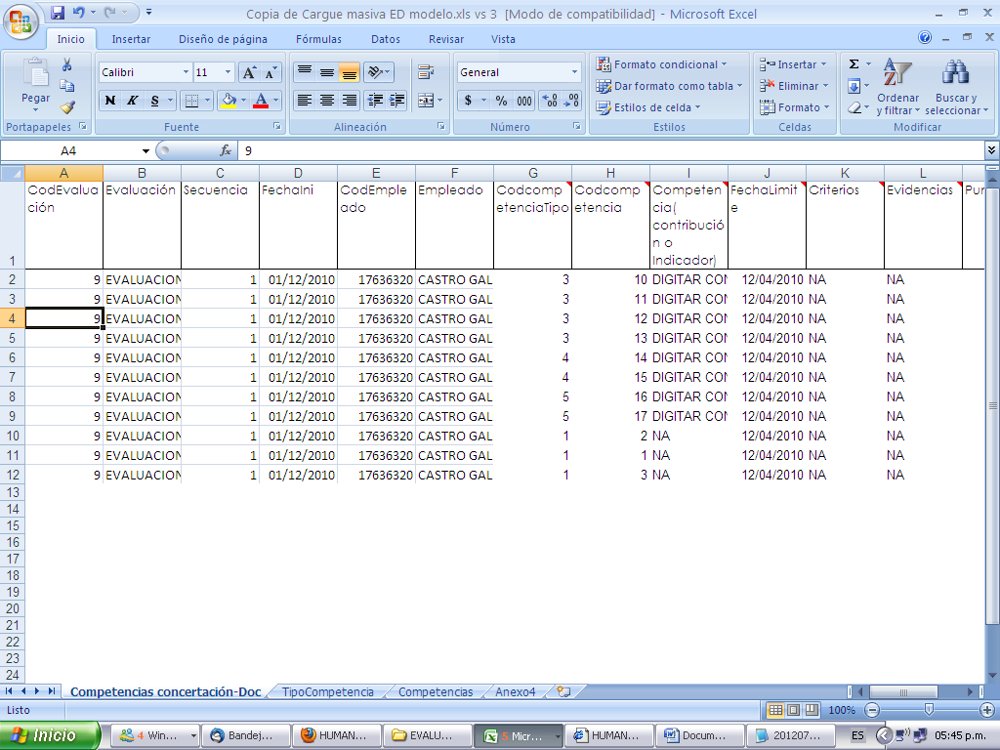 Copia de Cargue masiva ED modelo.xls vs 3 [Modo de compatibilidad] - Microsoft Excel
Inicio Insertar Diseño de página Fórmulas Datos Revisar Vista
Pegar Calibri 11 General Formato condicional Insertar Σ
N K S $ % 000 Dar formato como tabla Eliminar Ordenar y filtrar Buscar y seleccionar
Estilos de celda Formato
Portapapeles Fuente Alineación Número Estilos Celdas Modificar
A4 fx 9
A B C D E F G H I J K L
1 CodEvaluación Evaluación Secuencia FechaIni CodEmpleado Empleado CodcompetenciaTipo Codcompetencia Competencia( contribución o Indicador) FechaLimite Criterios Evidencias Pun
2 9 EVALUACION 1 01/12/2010 17636320 CASTRO GAL 3 10 DIGITAR CON 12/04/2010 NA NA
3 9 EVALUACION 1 01/12/2010 17636320 CASTRO GAL 3 11 DIGITAR CON 12/04/2010 NA NA
4 9 EVALUACION 1 01/12/2010 17636320 CASTRO GAL 3 12 DIGITAR CON 12/04/2010 NA NA
5 9 EVALUACION 1 01/12/2010 17636320 CASTRO GAL 3 13 DIGITAR CON 12/04/2010 NA NA
6 9 EVALUACION 1 01/12/2010 17636320 CASTRO GAL 4 14 DIGITAR CON 12/04/2010 NA NA
7 9 EVALUACION 1 01/12/2010 17636320 CASTRO GAL 4 15 DIGITAR CON 12/04/2010 NA NA
8 9 EVALUACION 1 01/12/2010 17636320 CASTRO GAL 5 16 DIGITAR CON 12/04/2010 NA NA
9 9 EVALUACION 1 01/12/2010 17636320 CASTRO GAL 5 17 DIGITAR CON 12/04/2010 NA NA
10 9 EVALUACION 1 01/12/2010 17636320 CASTRO GAL 1 2 NA 12/04/2010 NA NA
11 9 EVALUACION 1 01/12/2010 17636320 CASTRO GAL 1 1 NA 12/04/2010 NA NA
12 9 EVALUACION 1 01/12/2010 17636320 CASTRO GAL 1 3 NA 12/04/2010 NA NA
13
14
15
16
17
18
19
20
21
22
23
24
Competencias concertación-Doc TipoCompetencia Competencias Anexo4
Listo 100%
Inicio 4 Win... Bandej... HUMAN... EVALU... 5 Micr... HUMAN... Docum... 201207... ES 05:45 p.m.